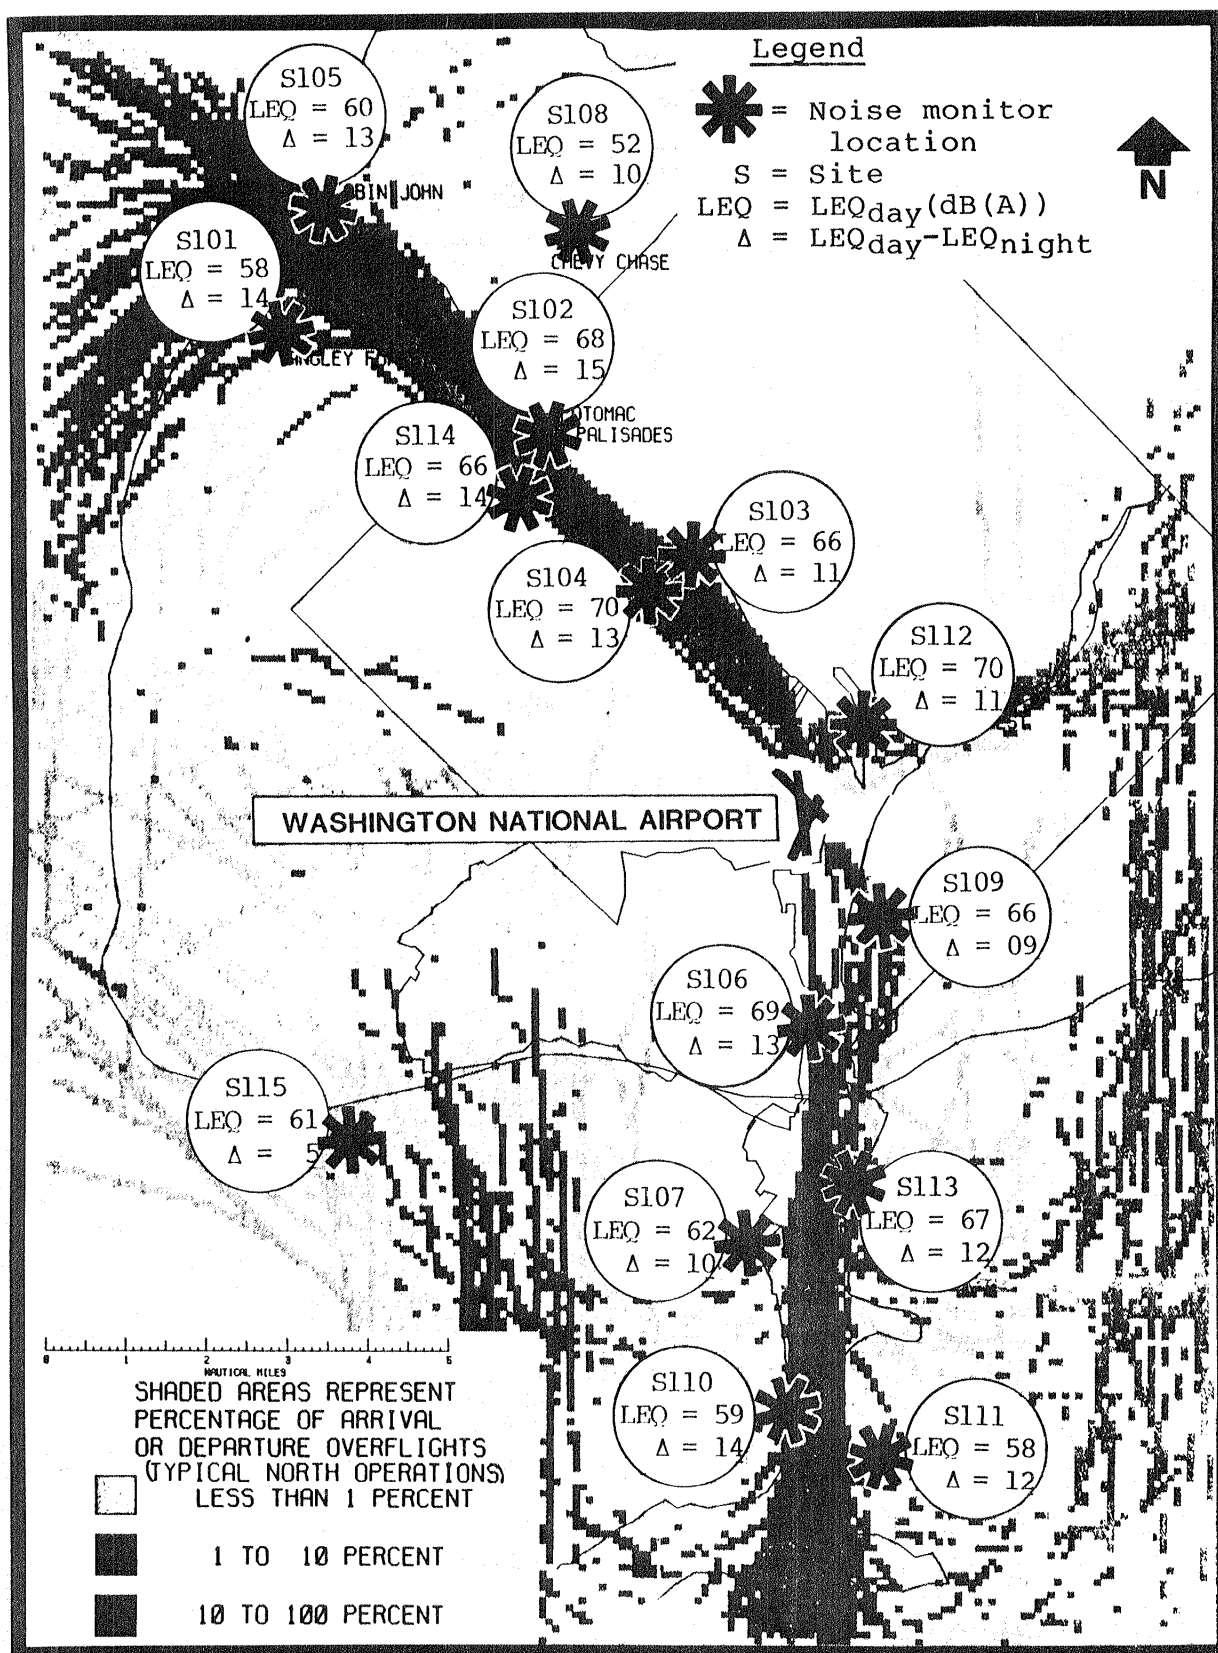 Legend
= Noise monitor
location
S = Site
LEQ = LEQday(dB(A))
Δ = LEQday-LEQnight
N
S105
LEQ = 60
Δ = 13
S108
LEQ = 52
Δ = 10
BIN JOHN
S101
LEQ = 58
Δ = 14
CHEVY CHASE
S102
LEQ = 68
Δ = 15
NGLEY
OTOMAC
PALISADES
S114
LEQ = 66
Δ = 14
S103
LEQ = 66
Δ = 11
S104
LEQ = 70
Δ = 13
S112
LEQ = 70
Δ = 11
WASHINGTON NATIONAL AIRPORT
S109
LEQ = 66
Δ = 09
S106
LEQ = 69
Δ = 13
S115
LEQ = 61
Δ = 5
S107
LEQ = 62
Δ = 10
S113
LEQ = 67
Δ = 12
S110
LEQ = 59
Δ = 14
S111
LEQ = 58
Δ = 12
0 1 2 3 4 5
NAUTICAL MILES
SHADED AREAS REPRESENT
PERCENTAGE OF ARRIVAL
OR DEPARTURE OVERFLIGHTS
(TYPICAL NORTH OPERATIONS)
LESS THAN 1 PERCENT
1 TO 10 PERCENT
10 TO 100 PERCENT